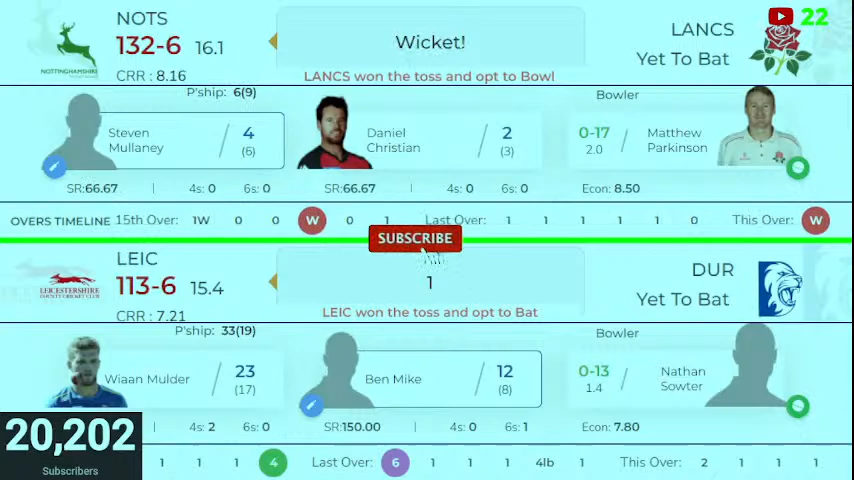 22
NOTS
132-6 16.1
CRR : 8.16
NOTTINGHAMSHIRE
Wicket!
LANCS won the toss and opt to Bowl
LANCS
Yet To Bat
P'ship: 6(9)
Bowler
Steven Mullaney / 4 (6)
Daniel Christian / 2 (3)
0-17 / 2.0 Matthew Parkinson
SR:66.67 | 4s: 0 6s: 0
SR:66.67 | 4s: 0 6s: 0
Econ: 8.50
OVERS TIMELINE 15th Over: 1W 0 0 W 0 1 Last Over: 1 1 1 1 1 0 This Over: W
SUBSCRIBE
LEIC
113-6 15.4
CRR : 7.21
LEICESTERSHIRE
COUNTY CRICKET CLUB
1
LEIC won the toss and opt to Bat
DUR
Yet To Bat
P'ship: 33(19)
Bowler
Wiaan Mulder / 23 (17)
Ben Mike / 12 (8)
0-13 / 1.4 Nathan Sowter
4s: 2 6s: 0
SR:150.00 | 4s: 0 6s: 1
Econ: 7.80
20,202
Subscribers
1 1 1 4 Last Over: 6 1 1 1 4lb 1 This Over: 2 1 1 1